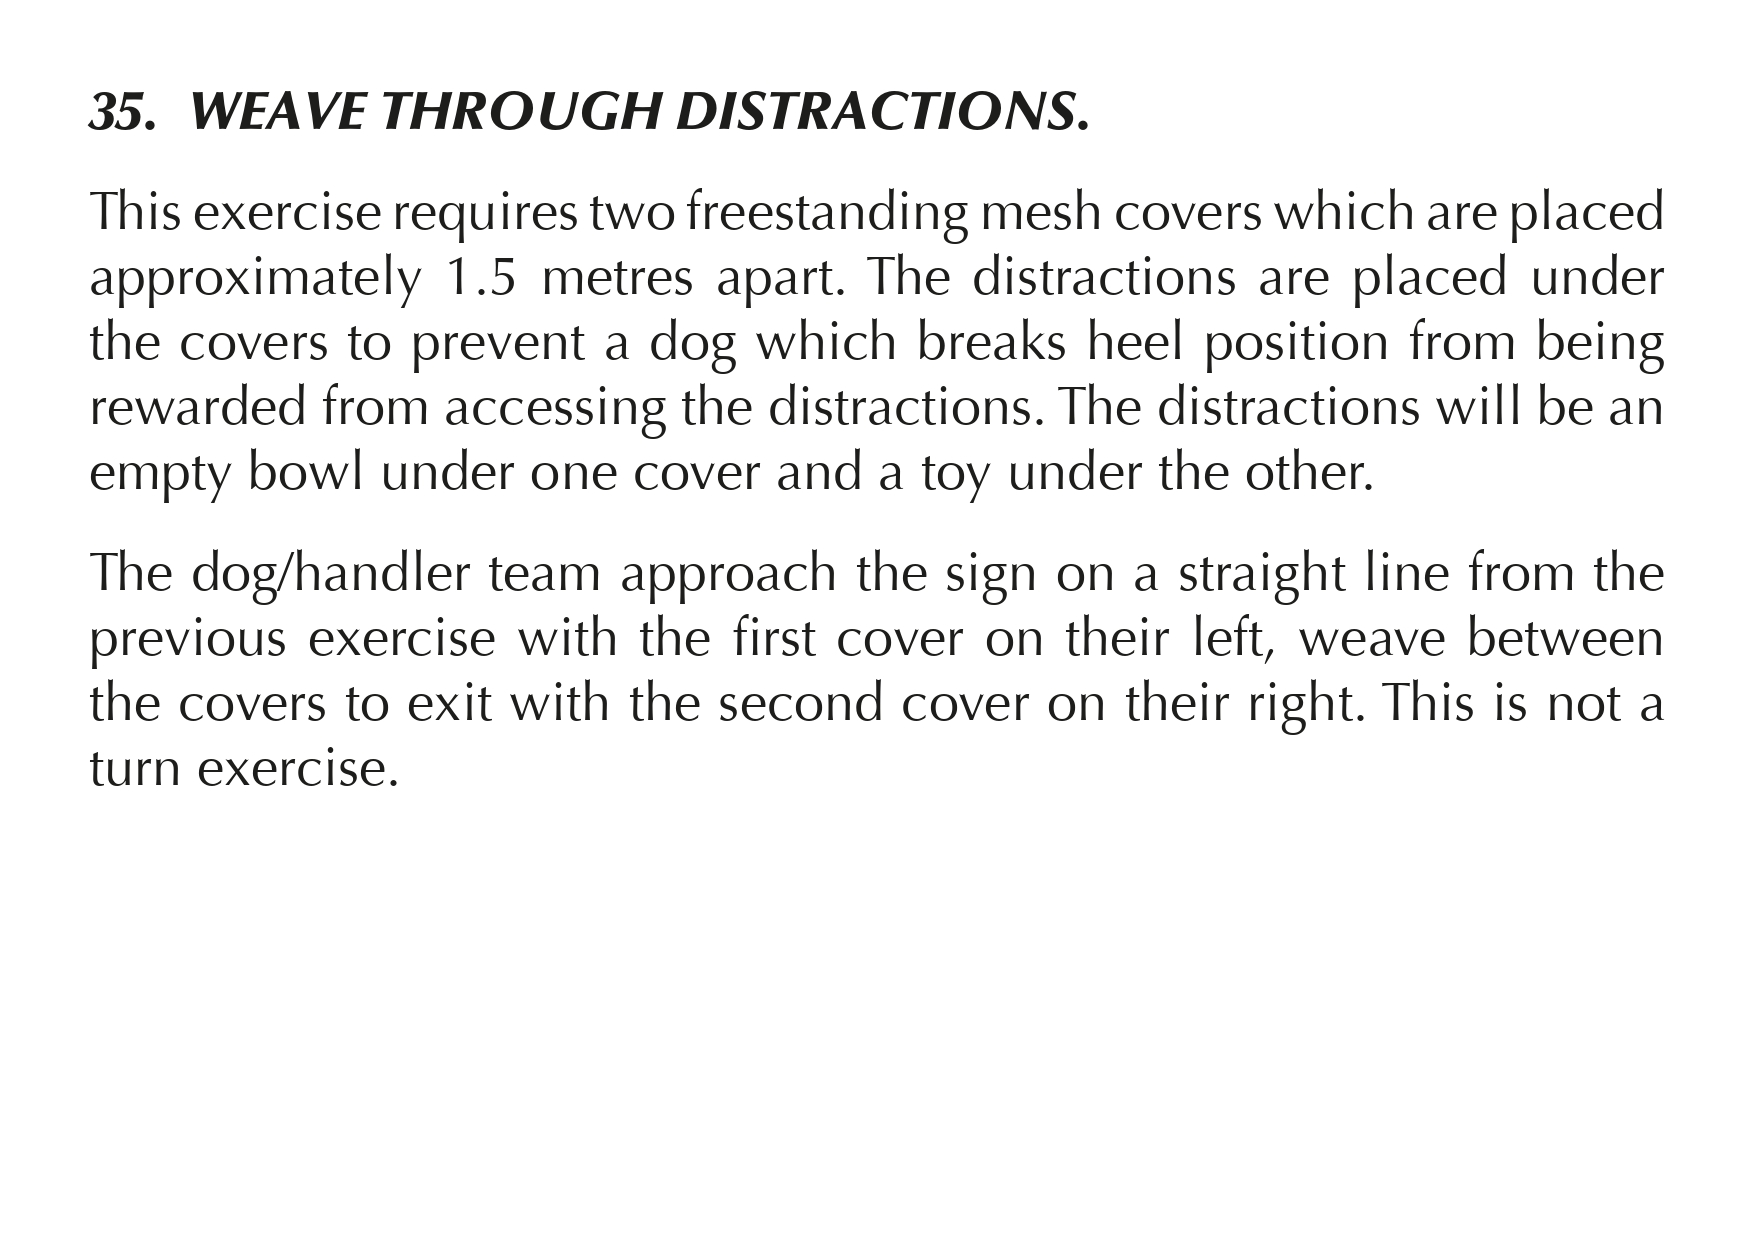 35. WEAVE THROUGH DISTRACTIONS.
This exercise requires two freestanding mesh covers which are placed
approximately 1.5 metres apart. The distractions are placed under
the covers to prevent a dog which breaks heel position from being
rewarded from accessing the distractions. The distractions will be an
empty bowl under one cover and a toy under the other.
The dog/handler team approach the sign on a straight line from the
previous exercise with the first cover on their left, weave between
the covers to exit with the second cover on their right. This is not a
turn exercise.